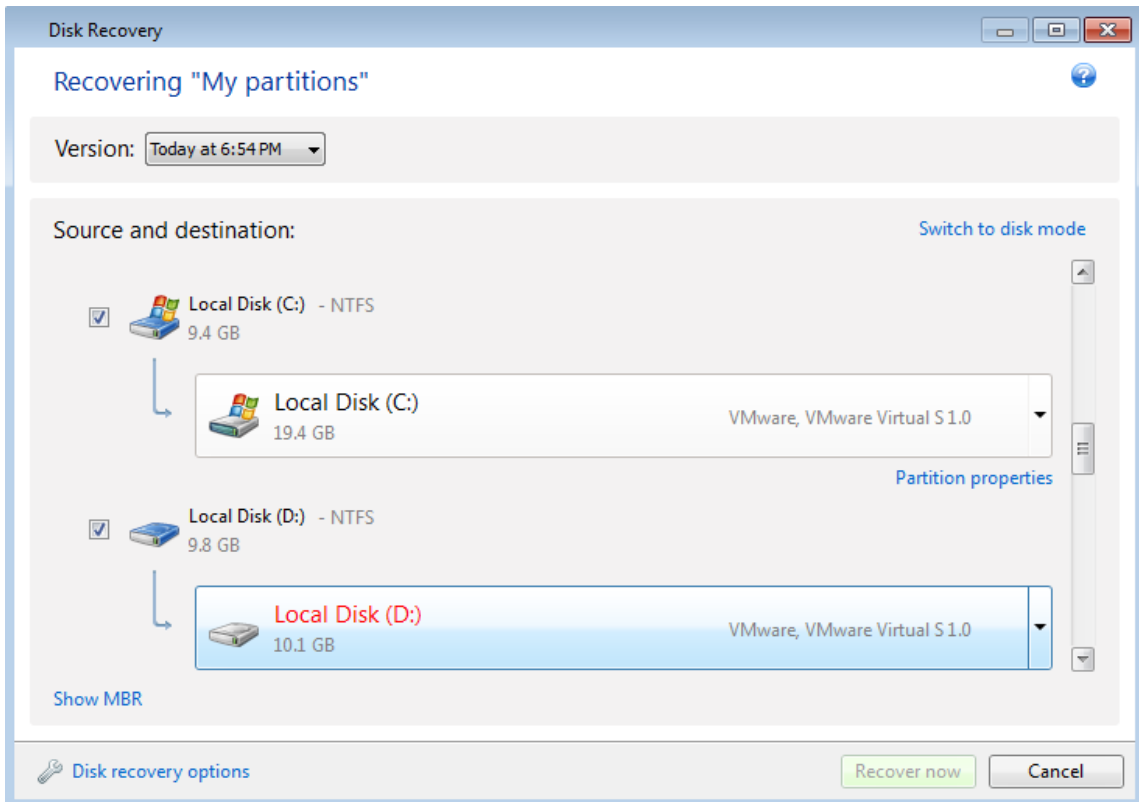 Disk Recovery
Recovering "My partitions"
Version: Today at 6:54 PM
Source and destination:
Switch to disk mode
Local Disk (C:) - NTFS
9.4 GB
Local Disk (C:)
19.4 GB
VMware, VMware Virtual S 1.0
Partition properties
Local Disk (D:) - NTFS
9.8 GB
Local Disk (D:)
10.1 GB
VMware, VMware Virtual S 1.0
Show MBR
Disk recovery options
Recover now
Cancel